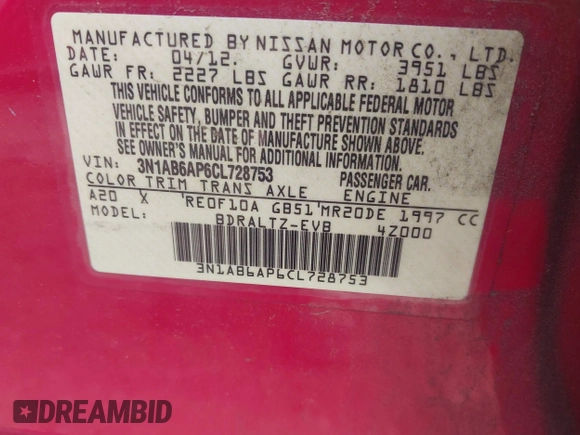 MANUFACTURED BY NISSAN MOTOR CO., LTD.
DATE: 04/12. GVWR: 3951 LBS
GAWR FR: 2227 LBS GAWR RR: 1810 LBS
THIS VEHICLE CONFORMS TO ALL APPLICABLE FEDERAL MOTOR
VEHICLE SAFETY, BUMPER AND THEFT PREVENTION STANDARDS
IN EFFECT ON THE DATE OF MANUFACTURE SHOWN ABOVE.
SEE OWNER'S MANUAL FOR ADDITIONAL INFORMATION.
VIN: 3N1AB6AP6CL728753 PASSENGER CAR.
COLOR TRIM TRANS AXLE ENGINE
A20 X RE0F10A GB51 MR20DE 1997 CC
MODEL: BDRALTZ-EVB 4Z000
3N1AB6AP6CL728753
DREAMBID